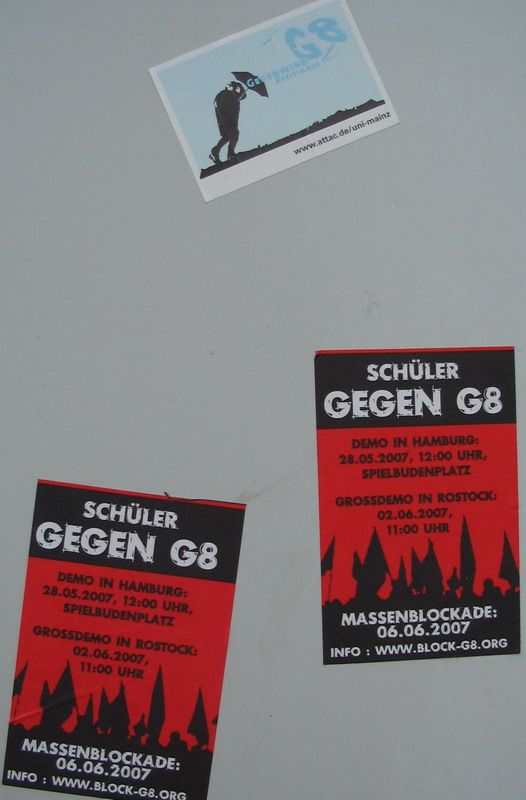 G8
GEGENWIND
RESISTANCE
www.attac.de/uni-mainz
SCHÜLER
GEGEN G8
DEMO IN HAMBURG:
28.05.2007, 12:00 UHR,
SPIELBUDENPLATZ
GROSSDEMO IN ROSTOCK:
02.06.2007,
11:00 UHR
MASSENBLOCKADE:
06.06.2007
INFO : WWW.BLOCK-G8.ORG
SCHÜLER
GEGEN G8
DEMO IN HAMBURG:
28.05.2007, 12:00 UHR,
SPIELBUDENPLATZ
GROSSDEMO IN ROSTOCK:
02.06.2007,
11:00 UHR
MASSENBLOCKADE:
06.06.2007
INFO : WWW.BLOCK-G8.ORG